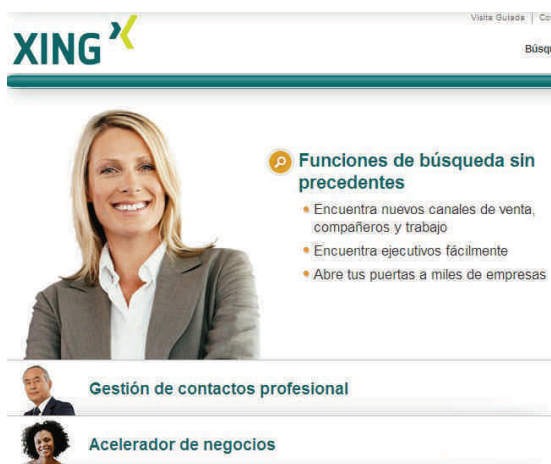 Visita Guiada |
XING
Funciones de búsqueda sin
precedentes
Encuentra nuevos canales de venta,
compañeros y trabajo
Encuentra ejecutivos fácilmente
Abre tus puertas a miles de empresas
Gestión de contactos profesional
Acelerador de negocios